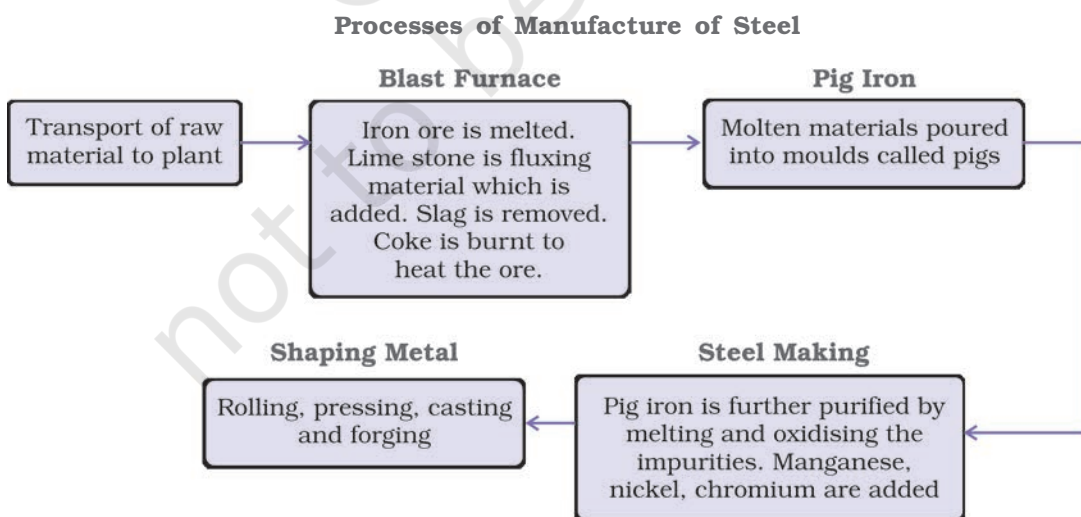 Processes of Manufacture of Steel
Blast Furnace
Pig Iron
Transport of raw
material to plant
Iron ore is melted.
Lime stone is fluxing
material which is
added. Slag is removed.
Coke is burnt to
heat the ore.
Molten materials poured
into moulds called pigs
Shaping Metal
Steel Making
Rolling, pressing, casting
and forging
Pig iron is further purified by
melting and oxidising the
impurities. Manganese,
nickel, chromium are added
not to be